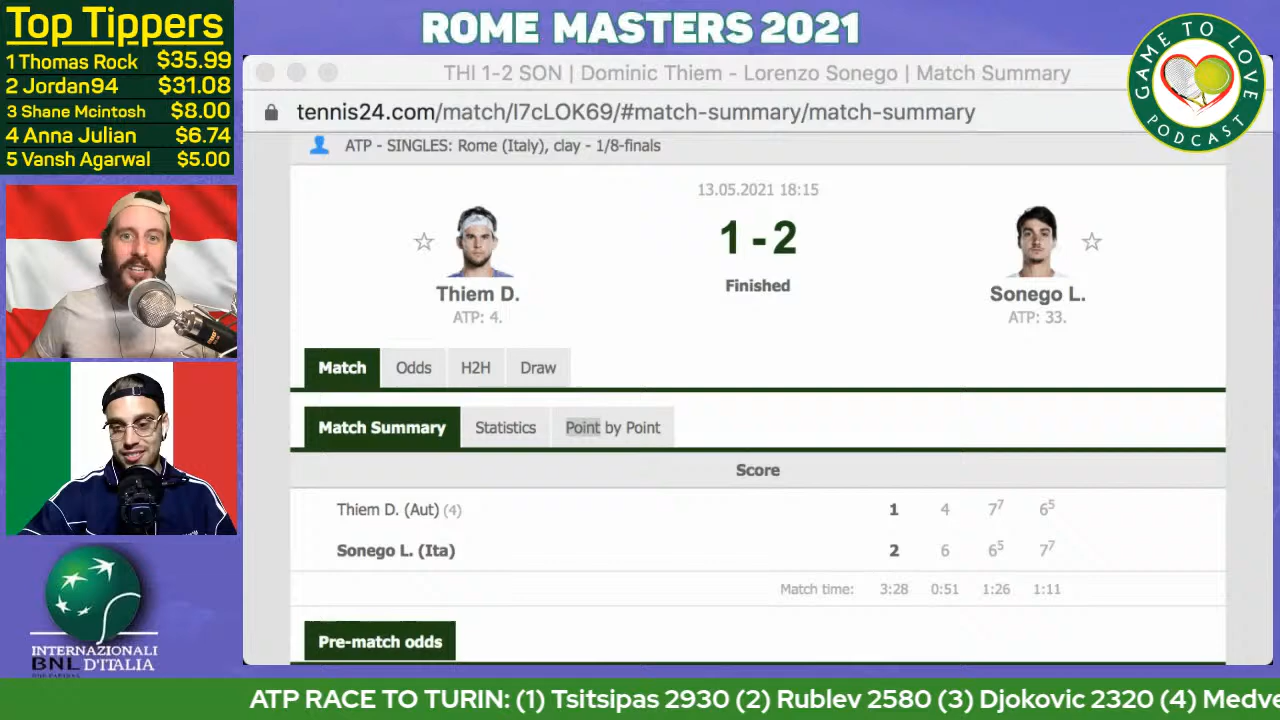 Top Tippers
1 Thomas Rock $35.99
2 Jordan94 $31.08
3 Shane Mcintosh $8.00
4 Anna Julian $6.74
5 Vansh Agarwal $5.00
ROME MASTERS 2021
GAME TO LOVE
PODCAST
THI 1-2 SON | Dominic Thiem - Lorenzo Sonego | Match Summary
tennis24.com/match/I7cLOK69/#match-summary/match-summary
ATP - SINGLES: Rome (Italy), clay - 1/8-finals
13.05.2021 18:15
1 - 2
Finished
Thiem D.
ATP: 4.
Sonego L.
ATP: 33.
Match Odds H2H Draw
Match Summary Statistics Point by Point
Score
Thiem D. (Aut) (4) 1 4 7⁷ 6⁵
Sonego L. (Ita) 2 6 6⁵ 7⁷
Match time: 3:28 0:51 1:26 1:11
Pre-match odds
INTERNAZIONALI
BNL D'ITALIA
ATP RACE TO TURIN: (1) Tsitsipas 2930 (2) Rublev 2580 (3) Djokovic 2320 (4) Medve